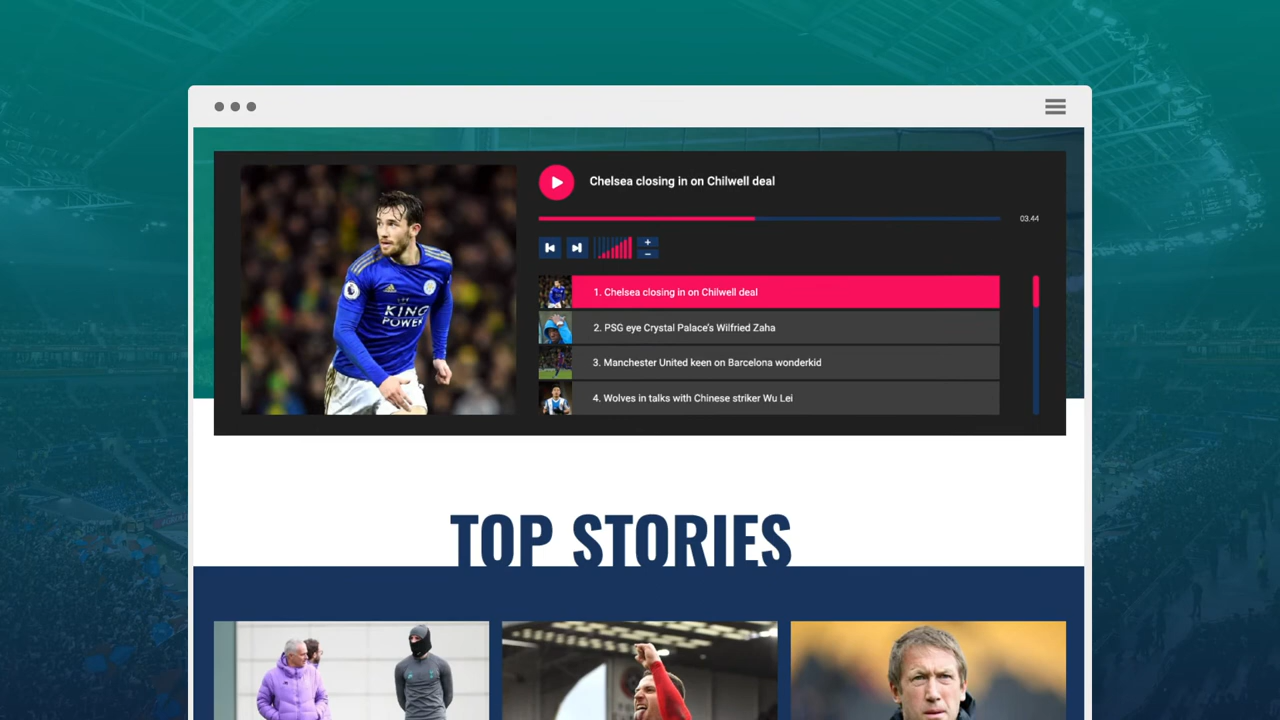 Chelsea closing in on Chilwell deal
03.44
+
−
1. Chelsea closing in on Chilwell deal
2. PSG eye Crystal Palace's Wilfried Zaha
3. Manchester United keen on Barcelona wonderkid
4. Wolves in talks with Chinese striker Wu Lei
KING
POWER
TOP STORIES